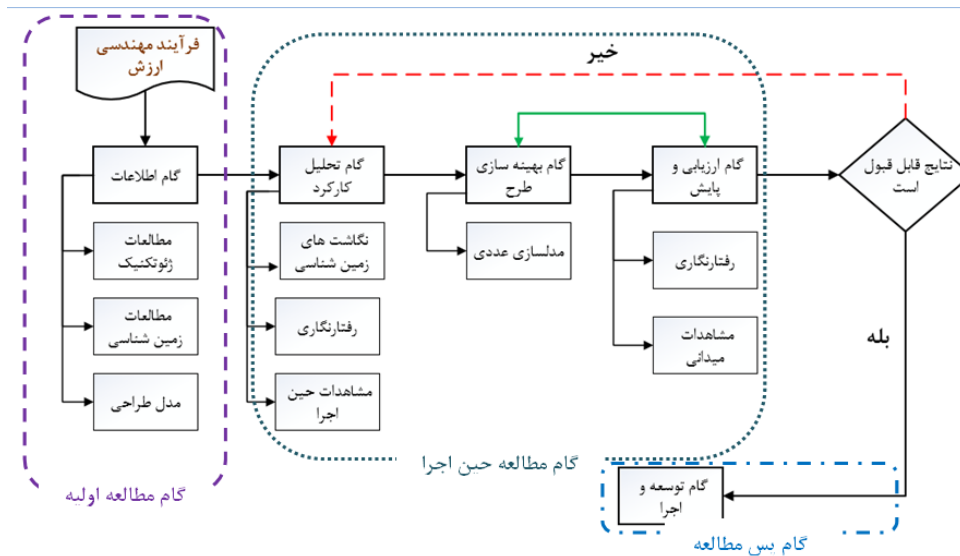 فرآیند مهندسی
ارزش
گام اطلاعات
مطالعات
ژئوتکنیک
مطالعات
زمین شناسی
مدل طراحی
گام مطالعه اولیه
خیر
گام تحلیل
کارکرد
نگاشت های
زمین شناسی
رفتارنگاری
مشاهدات حین
اجرا
گام بهینه سازی
طرح
مدلسازی عددی
گام ارزیابی و
پایش
رفتارنگاری
مشاهدات
میدانی
گام مطالعه حین اجرا
نتایج قابل قبول
است
بله
گام توسعه و
اجرا
گام پس مطالعه